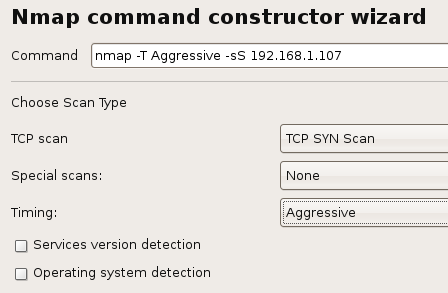 Nmap command constructor wizard
Command nmap -T Aggressive -sS 192.168.1.107
Choose Scan Type
TCP scan TCP SYN Scan
Special scans: None
Timing: Aggressive
Services version detection
Operating system detection